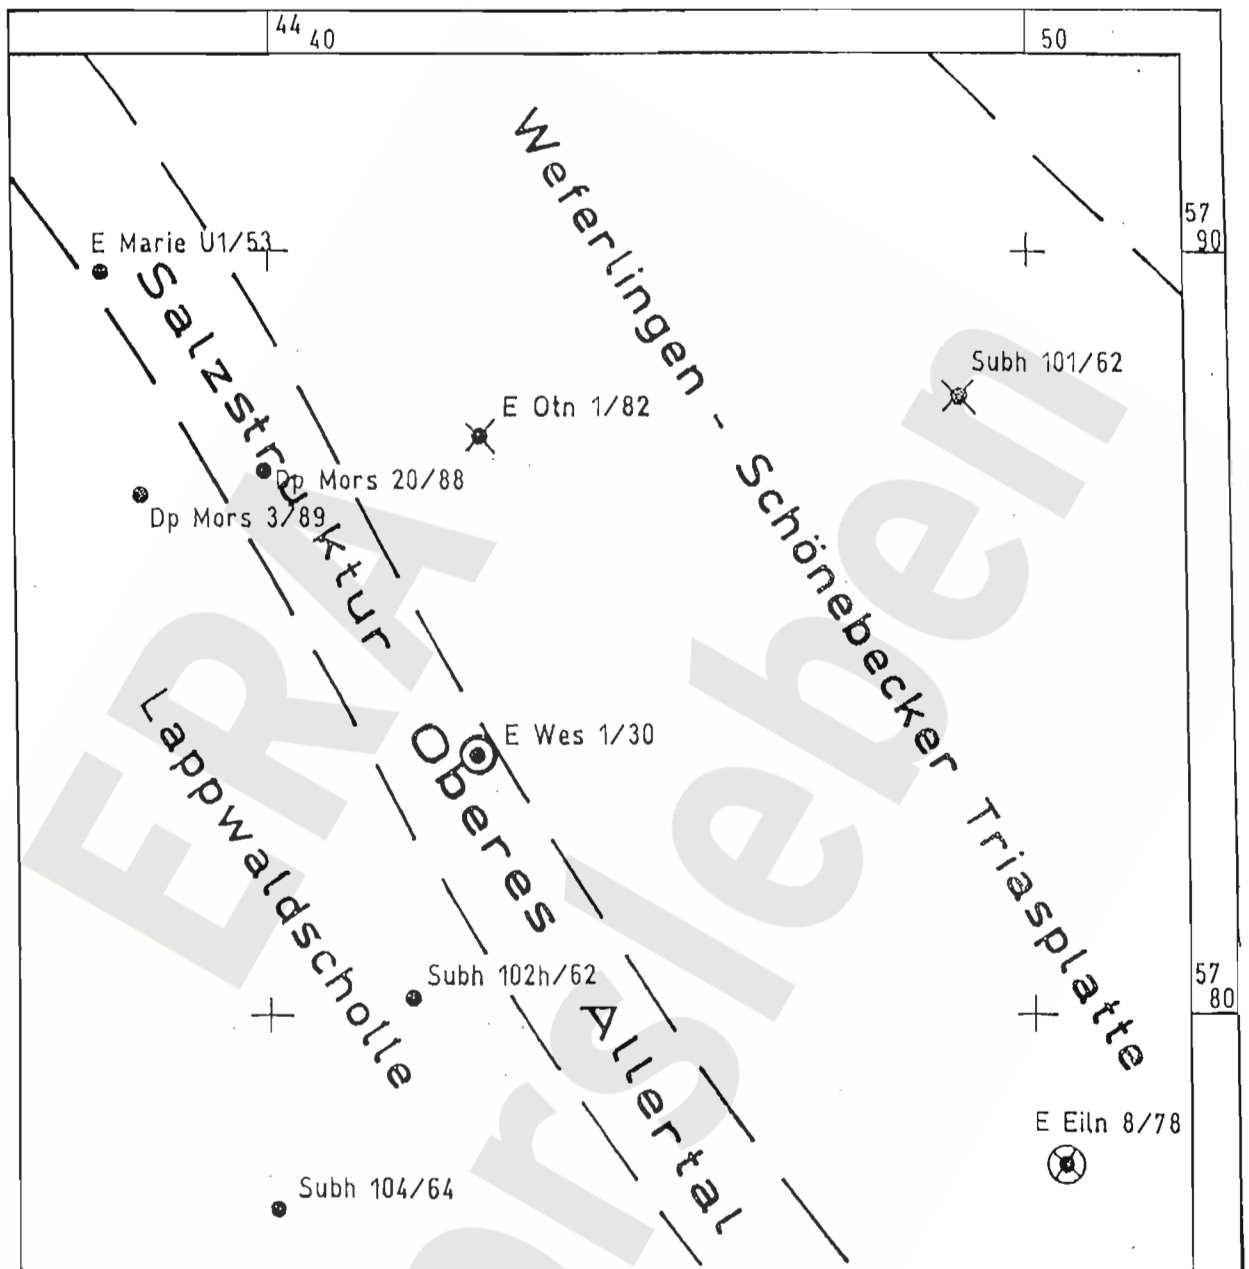 44 40
50
Weferlingen - Schönebecker Triasplatte
57 90
E Marie U1/53
Salzstruktur Oberes Allertal
Subh 101/62
E Otn 1/82
Dp Mors 20/88
Dp Mors 3/89
E Wes 1/30
Lappwaldscholle
Subh 102h/62
57 80
E Eiln 8/78
Subh 104/64
ERA
orsleben